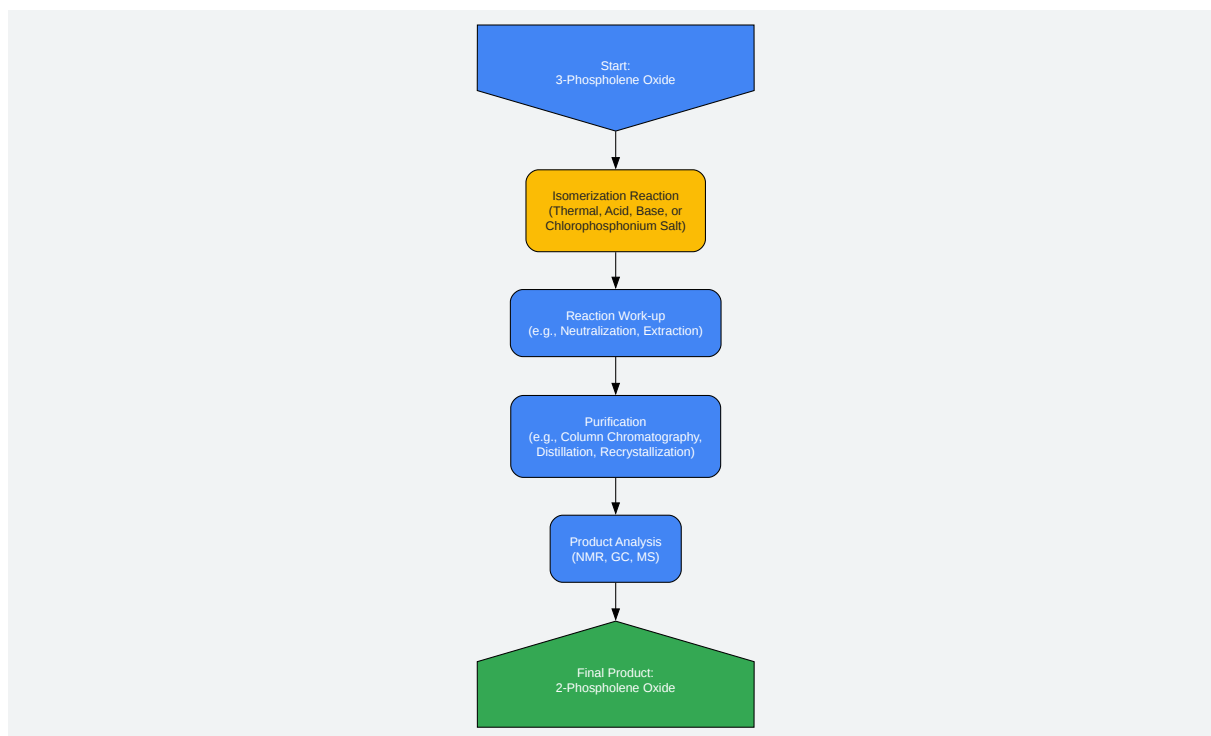 Start:
3-Phospholene Oxide
Isomerization Reaction
(Thermal, Acid, Base, or
Chlorophosphonium Salt)
Reaction Work-up
(e.g., Neutralization, Extraction)
Purification
(e.g., Column Chromatography,
Distillation, Recrystallization)
Product Analysis
(NMR, GC, MS)
Final Product:
2-Phospholene Oxide